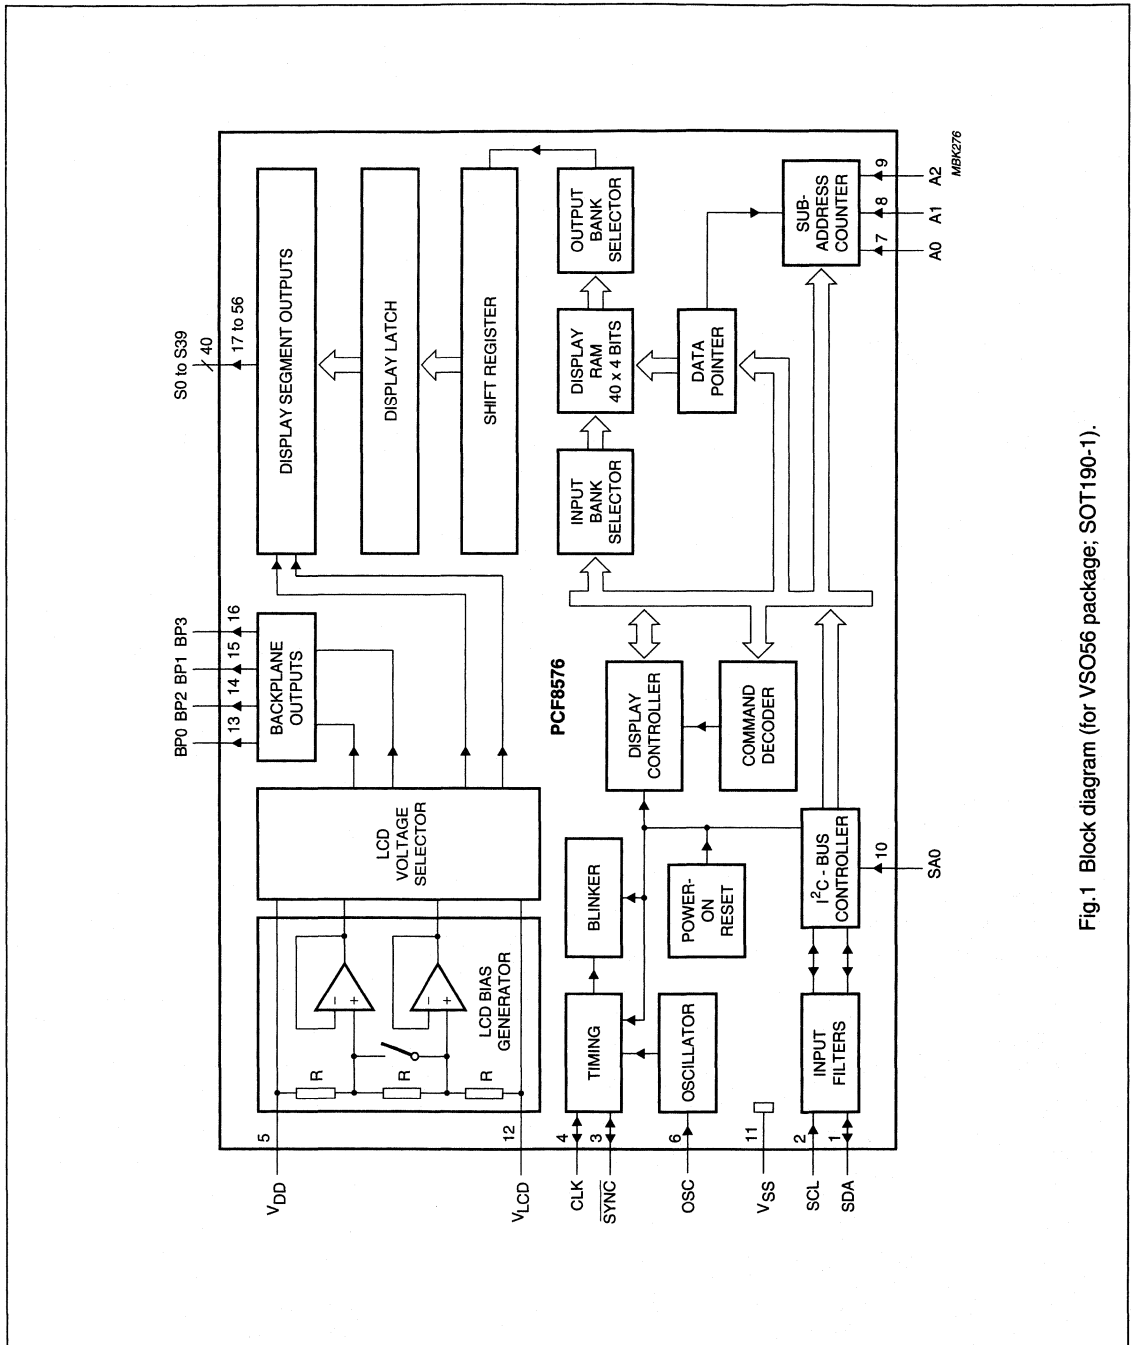 S0 to S39
40
17 to 56
BP0 BP2 BP1 BP3
13 14 15 16
BACKPLANE
OUTPUTS
DISPLAY SEGMENT OUTPUTS
DISPLAY LATCH
SHIFT REGISTER
V_DD
5
V_LCD
12
R
R
R
−
+
−
+
LCD BIAS
GENERATOR
LCD
VOLTAGE
SELECTOR
PCF8576
CLK
4
SYNC
3
OSC
6
V_SS
11
SCL
2
SDA
1
TIMING
BLINKER
OSCILLATOR
POWER-
ON
RESET
INPUT
FILTERS
I²C - BUS
CONTROLLER
10
SA0
DISPLAY
CONTROLLER
COMMAND
DECODER
INPUT
BANK
SELECTOR
DISPLAY
RAM
40 x 4 BITS
OUTPUT
BANK
SELECTOR
DATA
POINTER
SUB-
ADDRESS
COUNTER
7 8 9
A0 A1 A2
MBK276
Fig.1 Block diagram (for VSO56 package; SOT190-1).